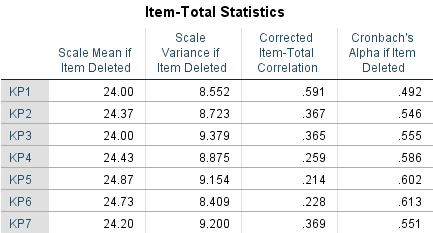 Item-Total Statistics
Scale Mean if Item Deleted Scale Variance if Item Deleted Corrected Item-Total Correlation Cronbach's Alpha if Item Deleted
KP1 24.00 8.552 .591 .492
KP2 24.37 8.723 .367 .546
KP3 24.00 9.379 .365 .555
KP4 24.43 8.875 .259 .586
KP5 24.87 9.154 .214 .602
KP6 24.73 8.409 .228 .613
KP7 24.20 9.200 .369 .551